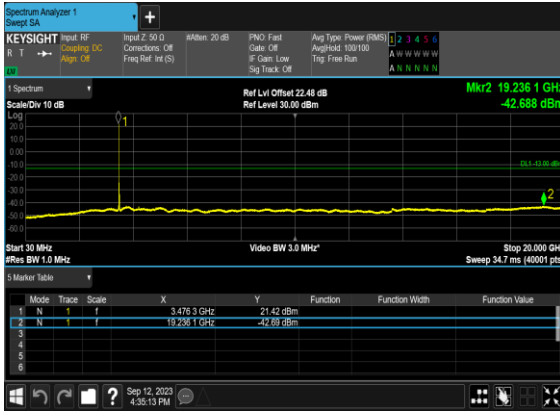 Spectrum Analyzer 1
Swept SA
+
KEYSIGHT Input: RF Input Z: 50 Ω #Atten: 20 dB PNO: Fast Avg Type: Power (RMS) 1 2 3 4 5 6
R T Coupling: DC Corrections: Off Gate: Off Avg|Hold: 100/100 A W W W W W
Align: Off Freq Ref: Int (S) IF Gain: Low Trig: Free Run
Sig Track: Off A N N N N N
1 Spectrum Ref Lvl Offset 22.48 dB Mkr2 19.236 1 GHz
Scale/Div 10 dB Ref Level 30.00 dBm -42.688 dBm
Log
20.0
10.0
0.00
-10.0
-20.0
-30.0
-40.0
-50.0
-60.0
1
DL1 -13.00 dBm
2
Start 30 MHz Video BW 3.0 MHz* Stop 20.000 GH
#Res BW 1.0 MHz Sweep 34.7 ms (40001 pts
5 Marker Table
Mode Trace Scale X Y Function Function Width Function Value
1 N 1 f 3.476 3 GHz 21.42 dBm
2 N 1 f 19.236 1 GHz -42.69 dBm
3
4
5
6
? Sep 12, 2023
4:35:13 PM